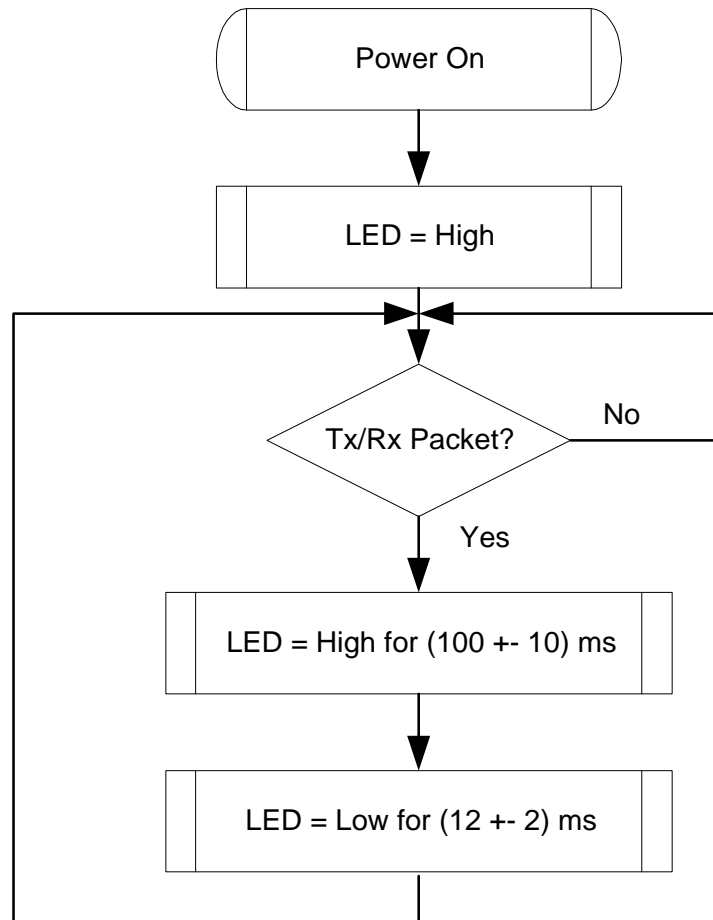 Power On
LED = High
Tx/Rx Packet?
No
Yes
LED = High for (100 +- 10) ms
LED = Low for (12 +- 2) ms